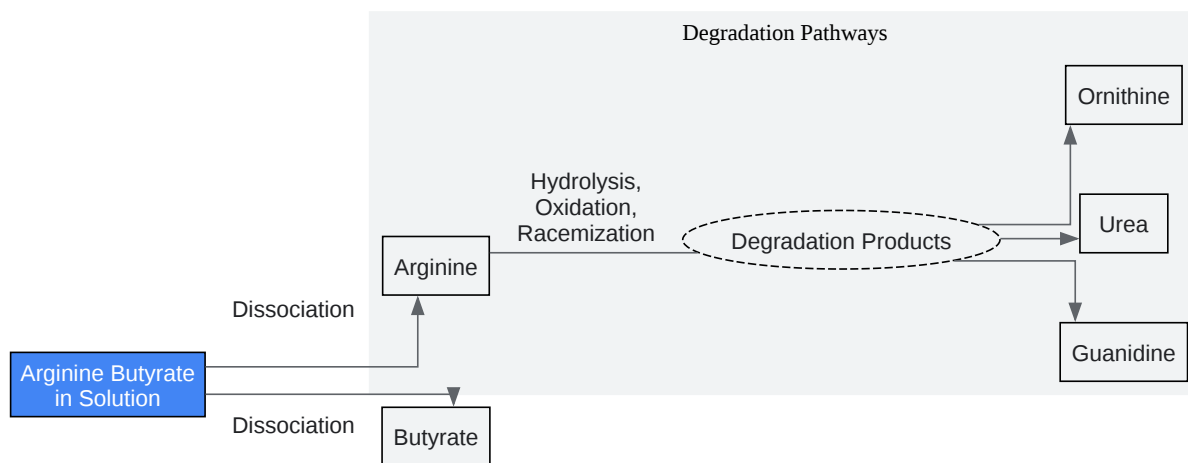 Degradation Pathways
Ornithine
Hydrolysis,
Oxidation,
Racemization
Urea
Degradation Products
Arginine
Dissociation
Guanidine
Arginine Butyrate
in Solution
Dissociation
Butyrate